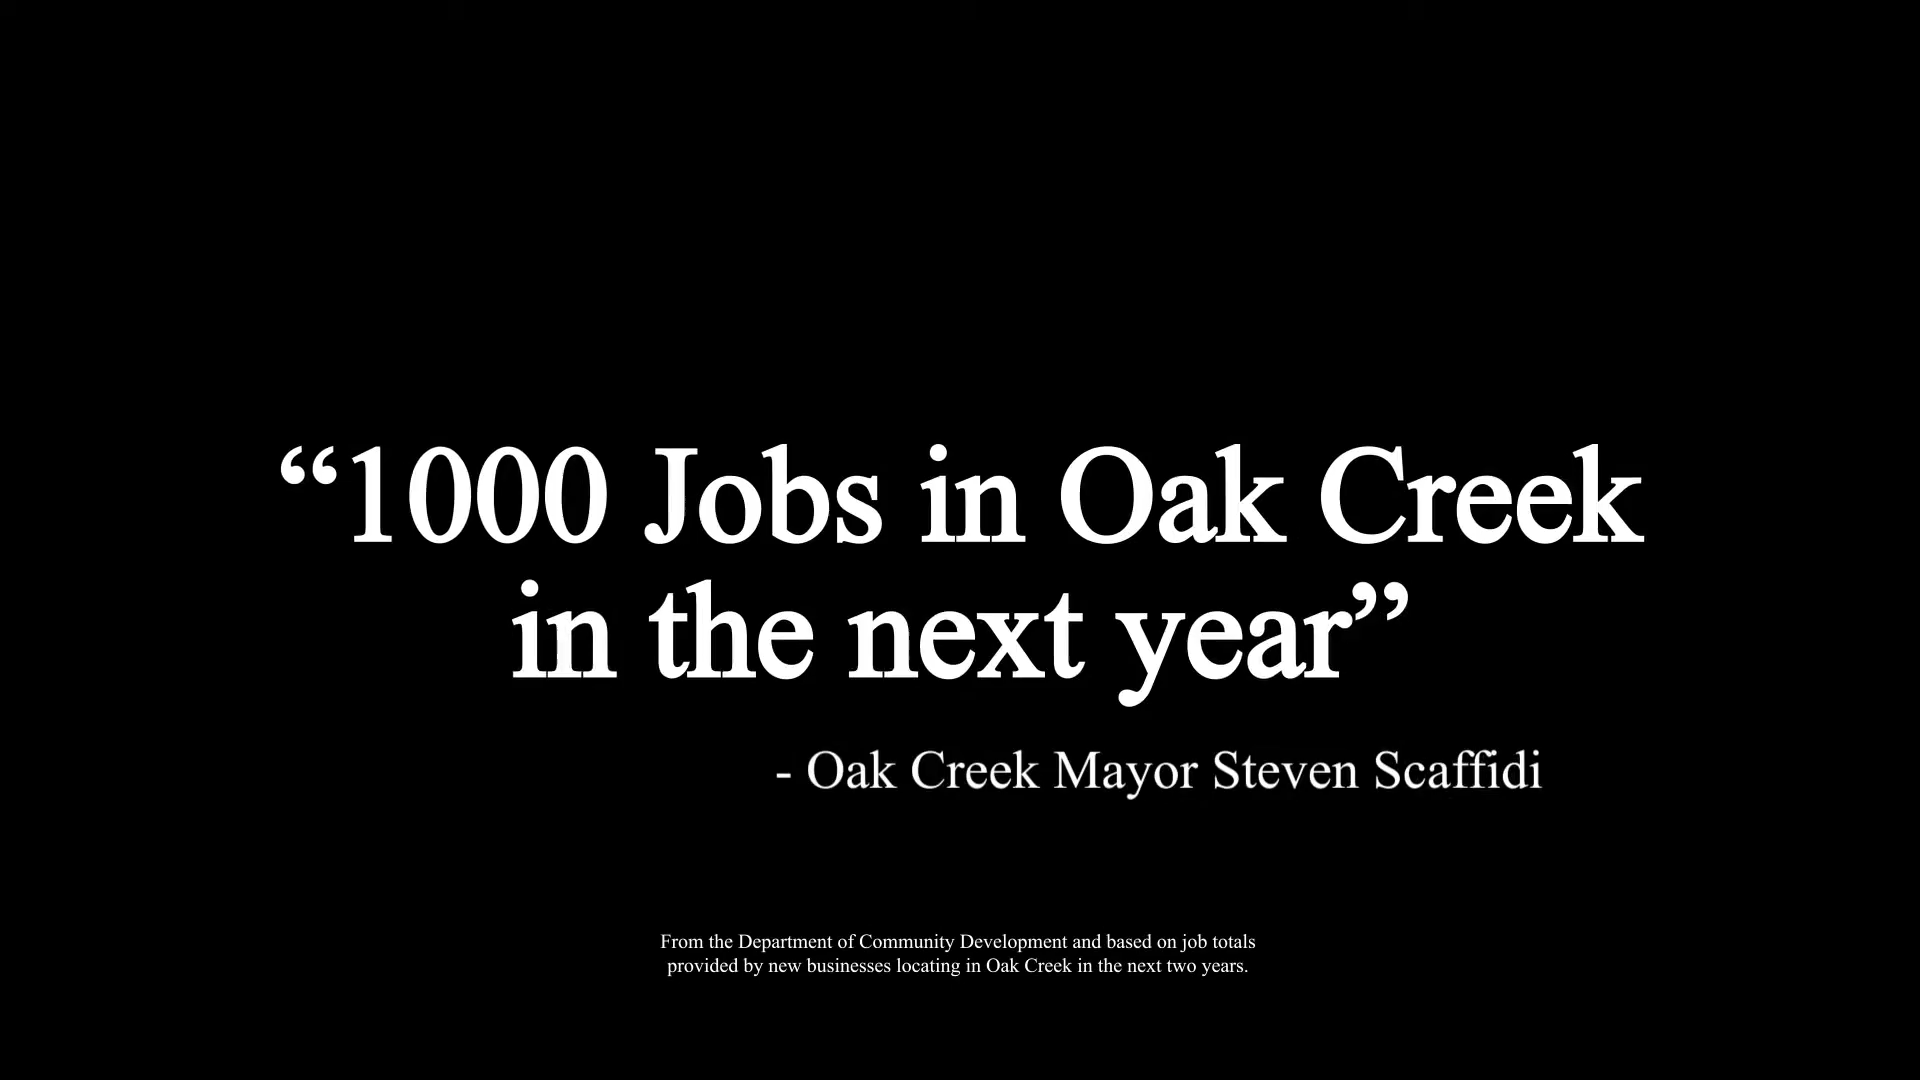 “1000 Jobs in Oak Creek
in the next year”
- Oak Creek Mayor Steven Scaffidi
From the Department of Community Development and based on job totals
provided by new businesses locating in Oak Creek in the next two years.